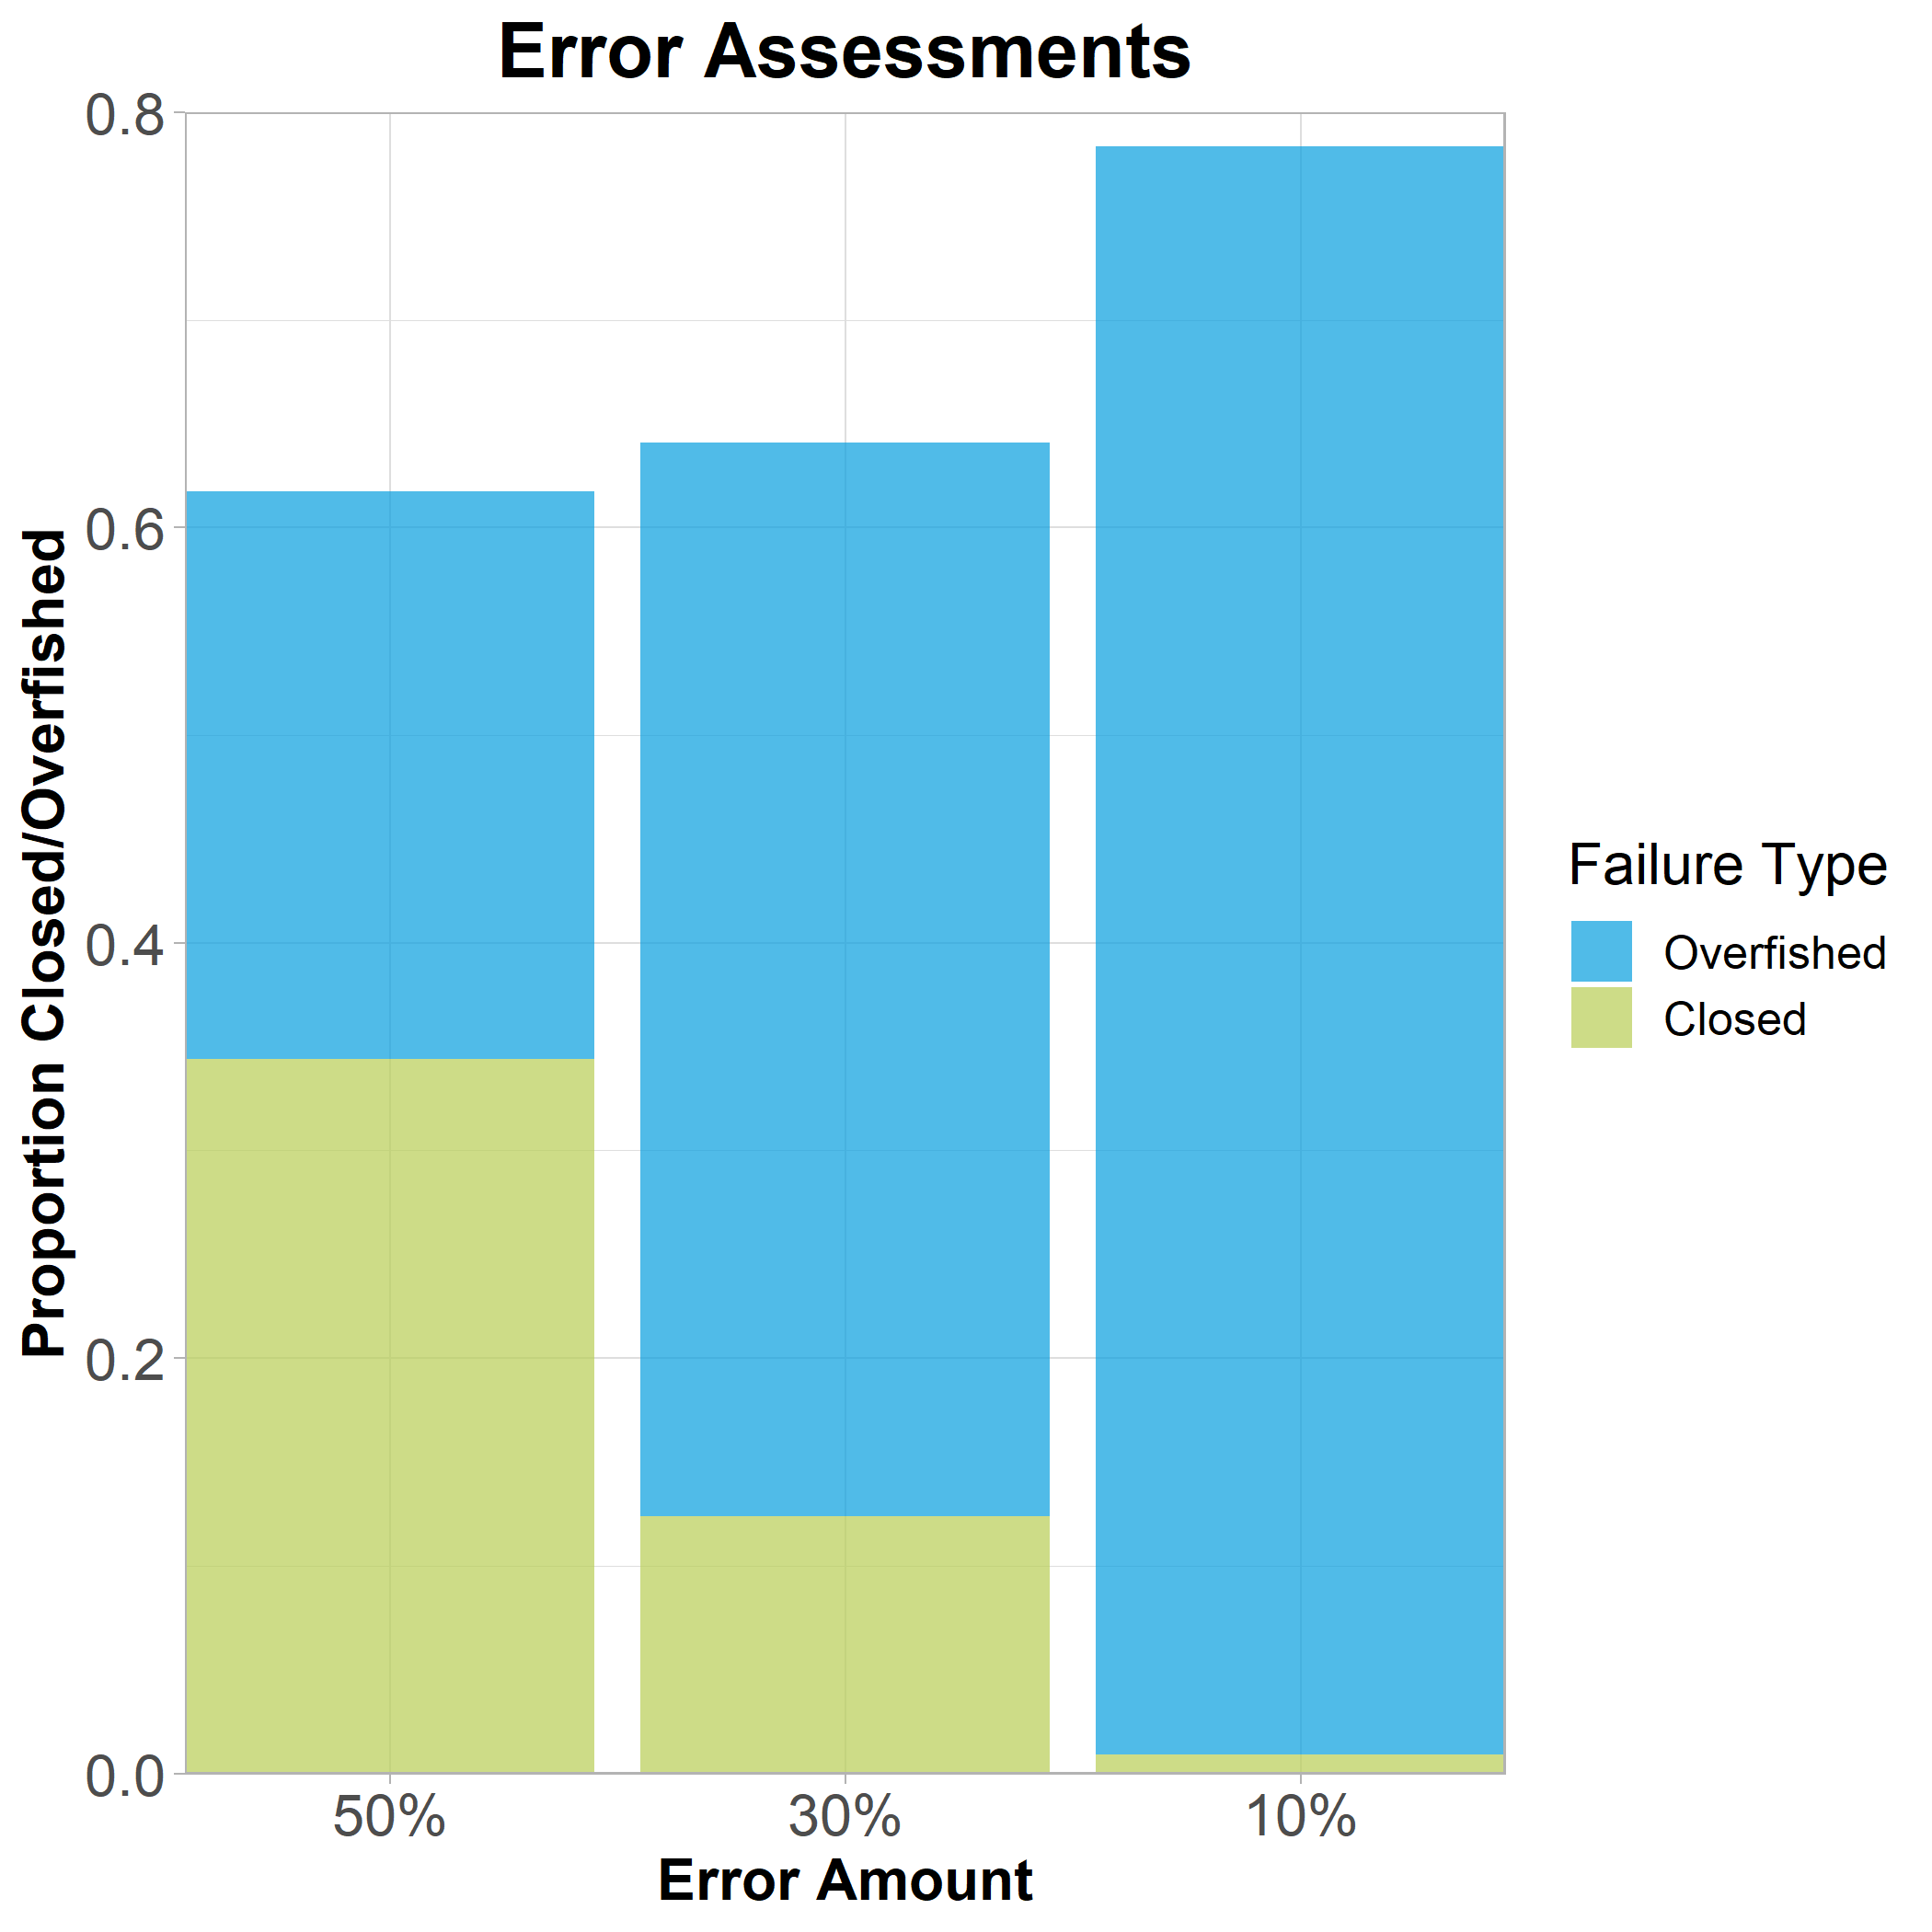 Error Assessments
Proportion Closed/Overfished
0.8
0.6
0.4
0.2
0.0
50%
30%
10%
Error Amount
Failure Type
Overfished
Closed